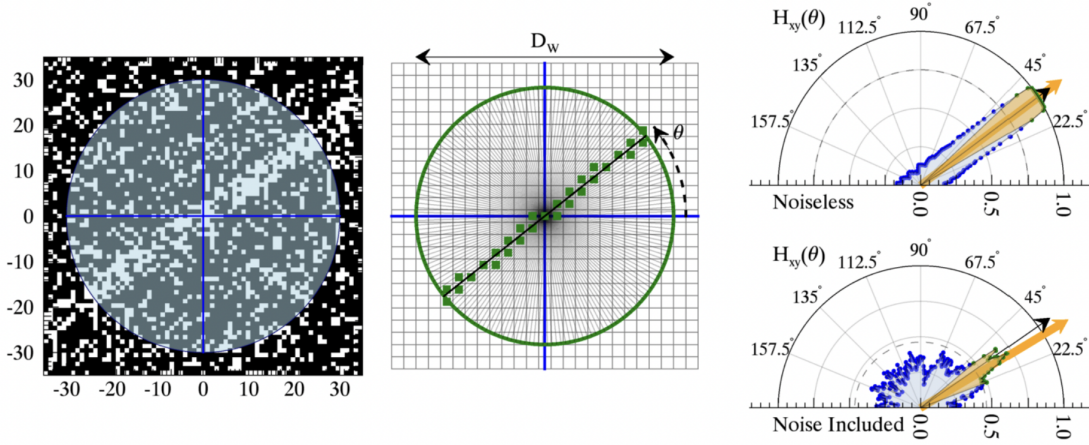 30
20
10
0
-10
-20
-30
-30 -20 -10 0 10 20 30
D_W
θ
H_xy(θ)
90°
112.5° 67.5°
135° 45°
157.5° 22.5°
Noiseless
0.0 0.5 1.0
H_xy(θ)
90°
112.5° 67.5°
135° 45°
157.5° 22.5°
Noise Included
0.0 0.5 1.0